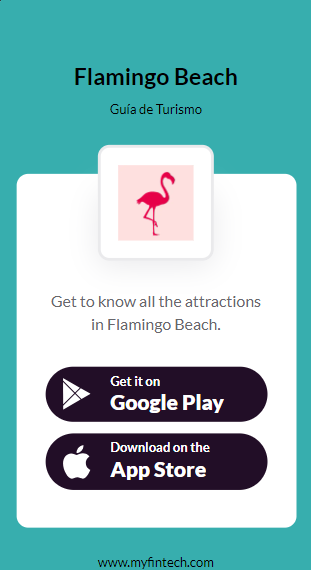 Flamingo Beach
Guía de Turismo
Get to know all the attractions
in Flamingo Beach.
Get it on
Google Play
Download on the
App Store
www.myfintech.com